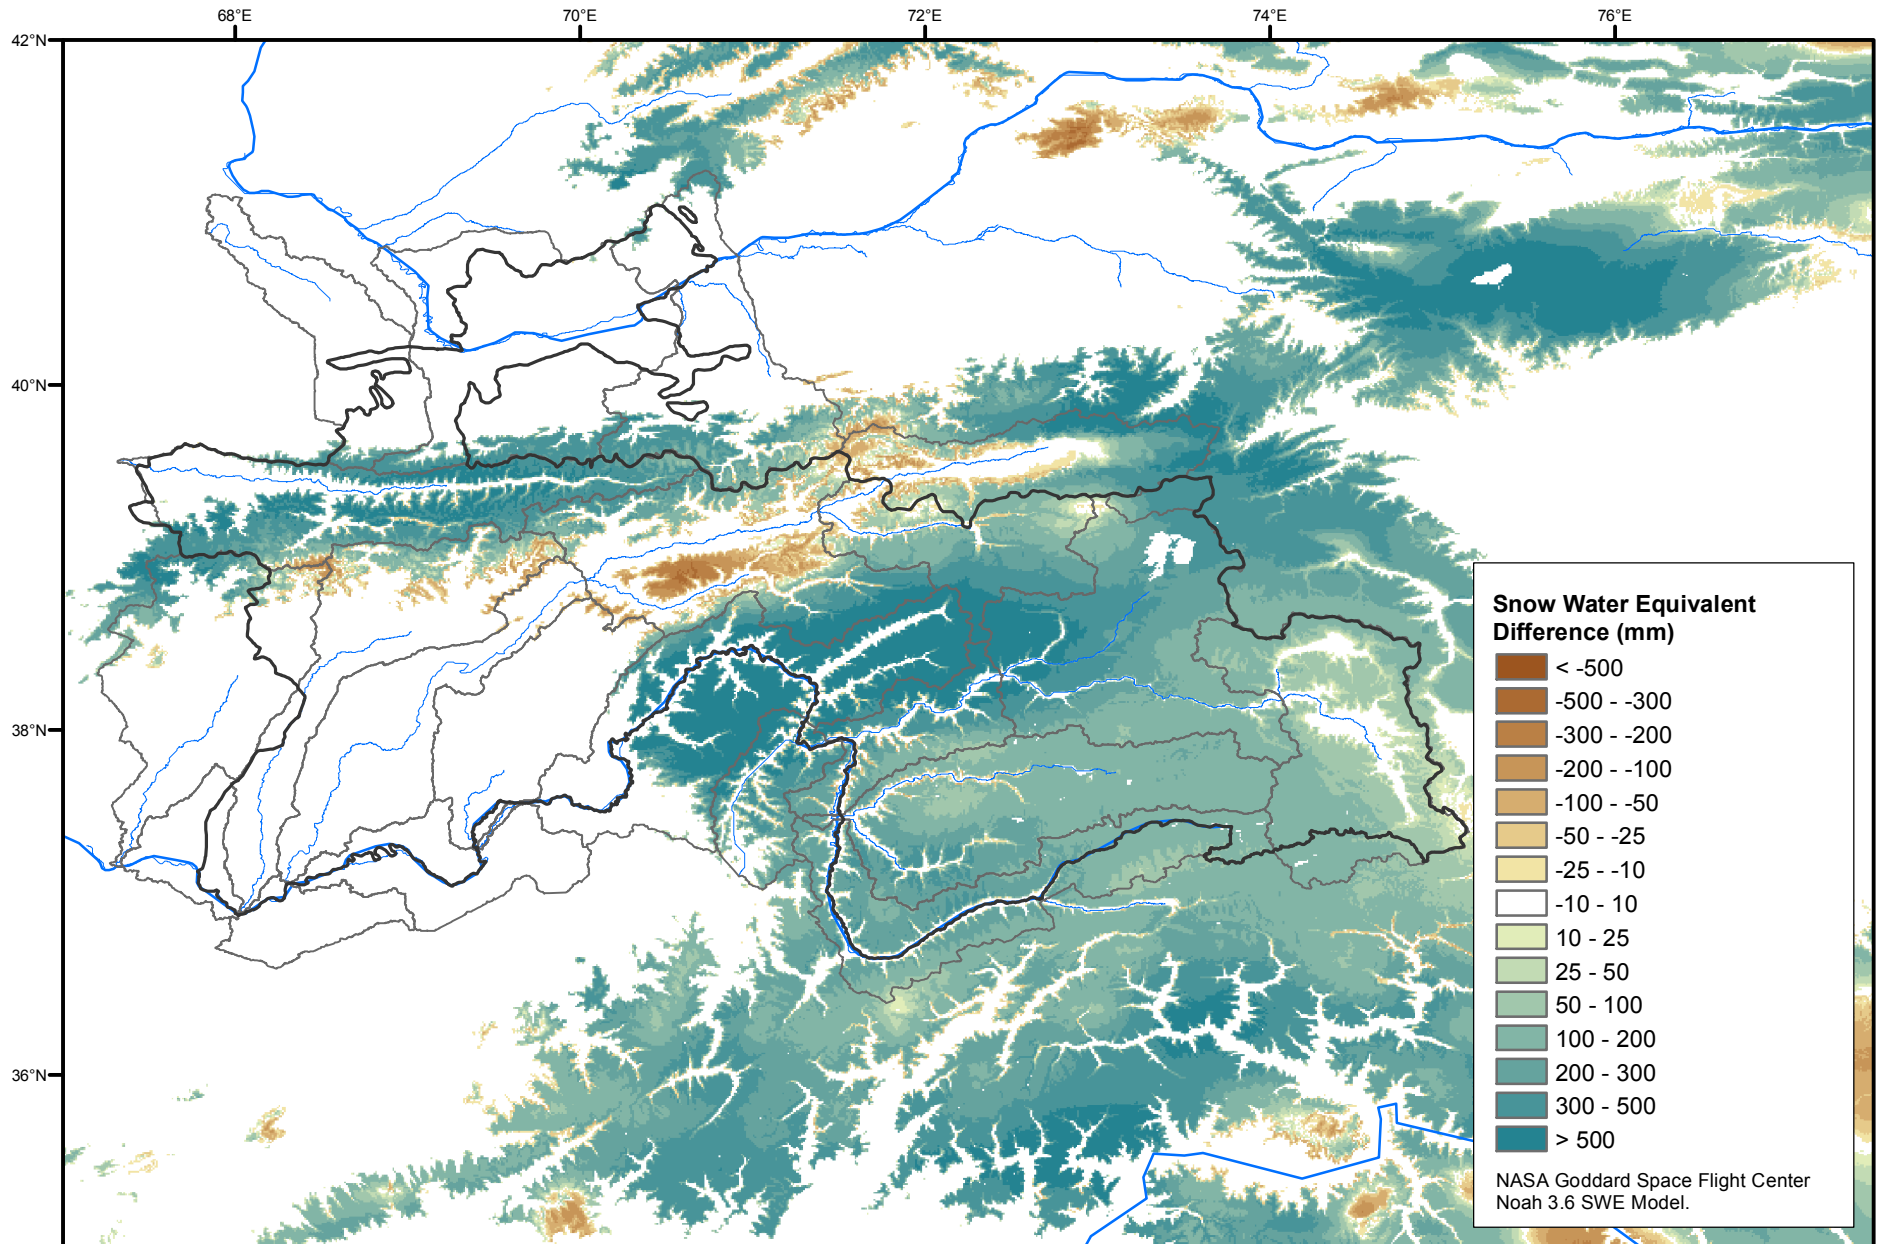 68°E 70°E 72°E 74°E 76°E
42°N
40°N
38°N
36°N
Snow Water Equivalent
Difference (mm)
< -500
-500 - -300
-300 - -200
-200 - -100
-100 - -50
-50 - -25
-25 - -10
-10 - 10
10 - 25
25 - 50
50 - 100
100 - 200
200 - 300
300 - 500
> 500
NASA Goddard Space Flight Center
Noah 3.6 SWE Model.